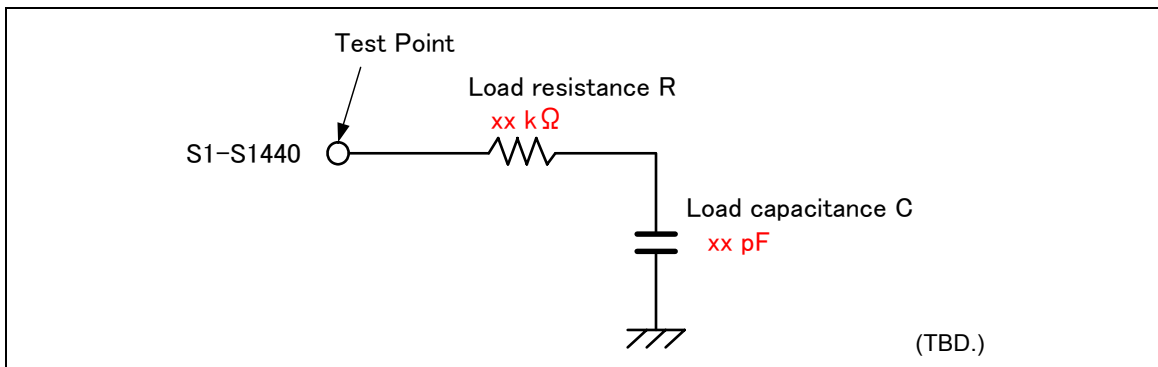 Test Point
Load resistance R
xx kΩ
S1-S1440
Load capacitance C
xx pF
(TBD.)